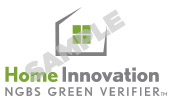 SAMPLE
Home Innovation
NGBS GREEN VERIFIER™